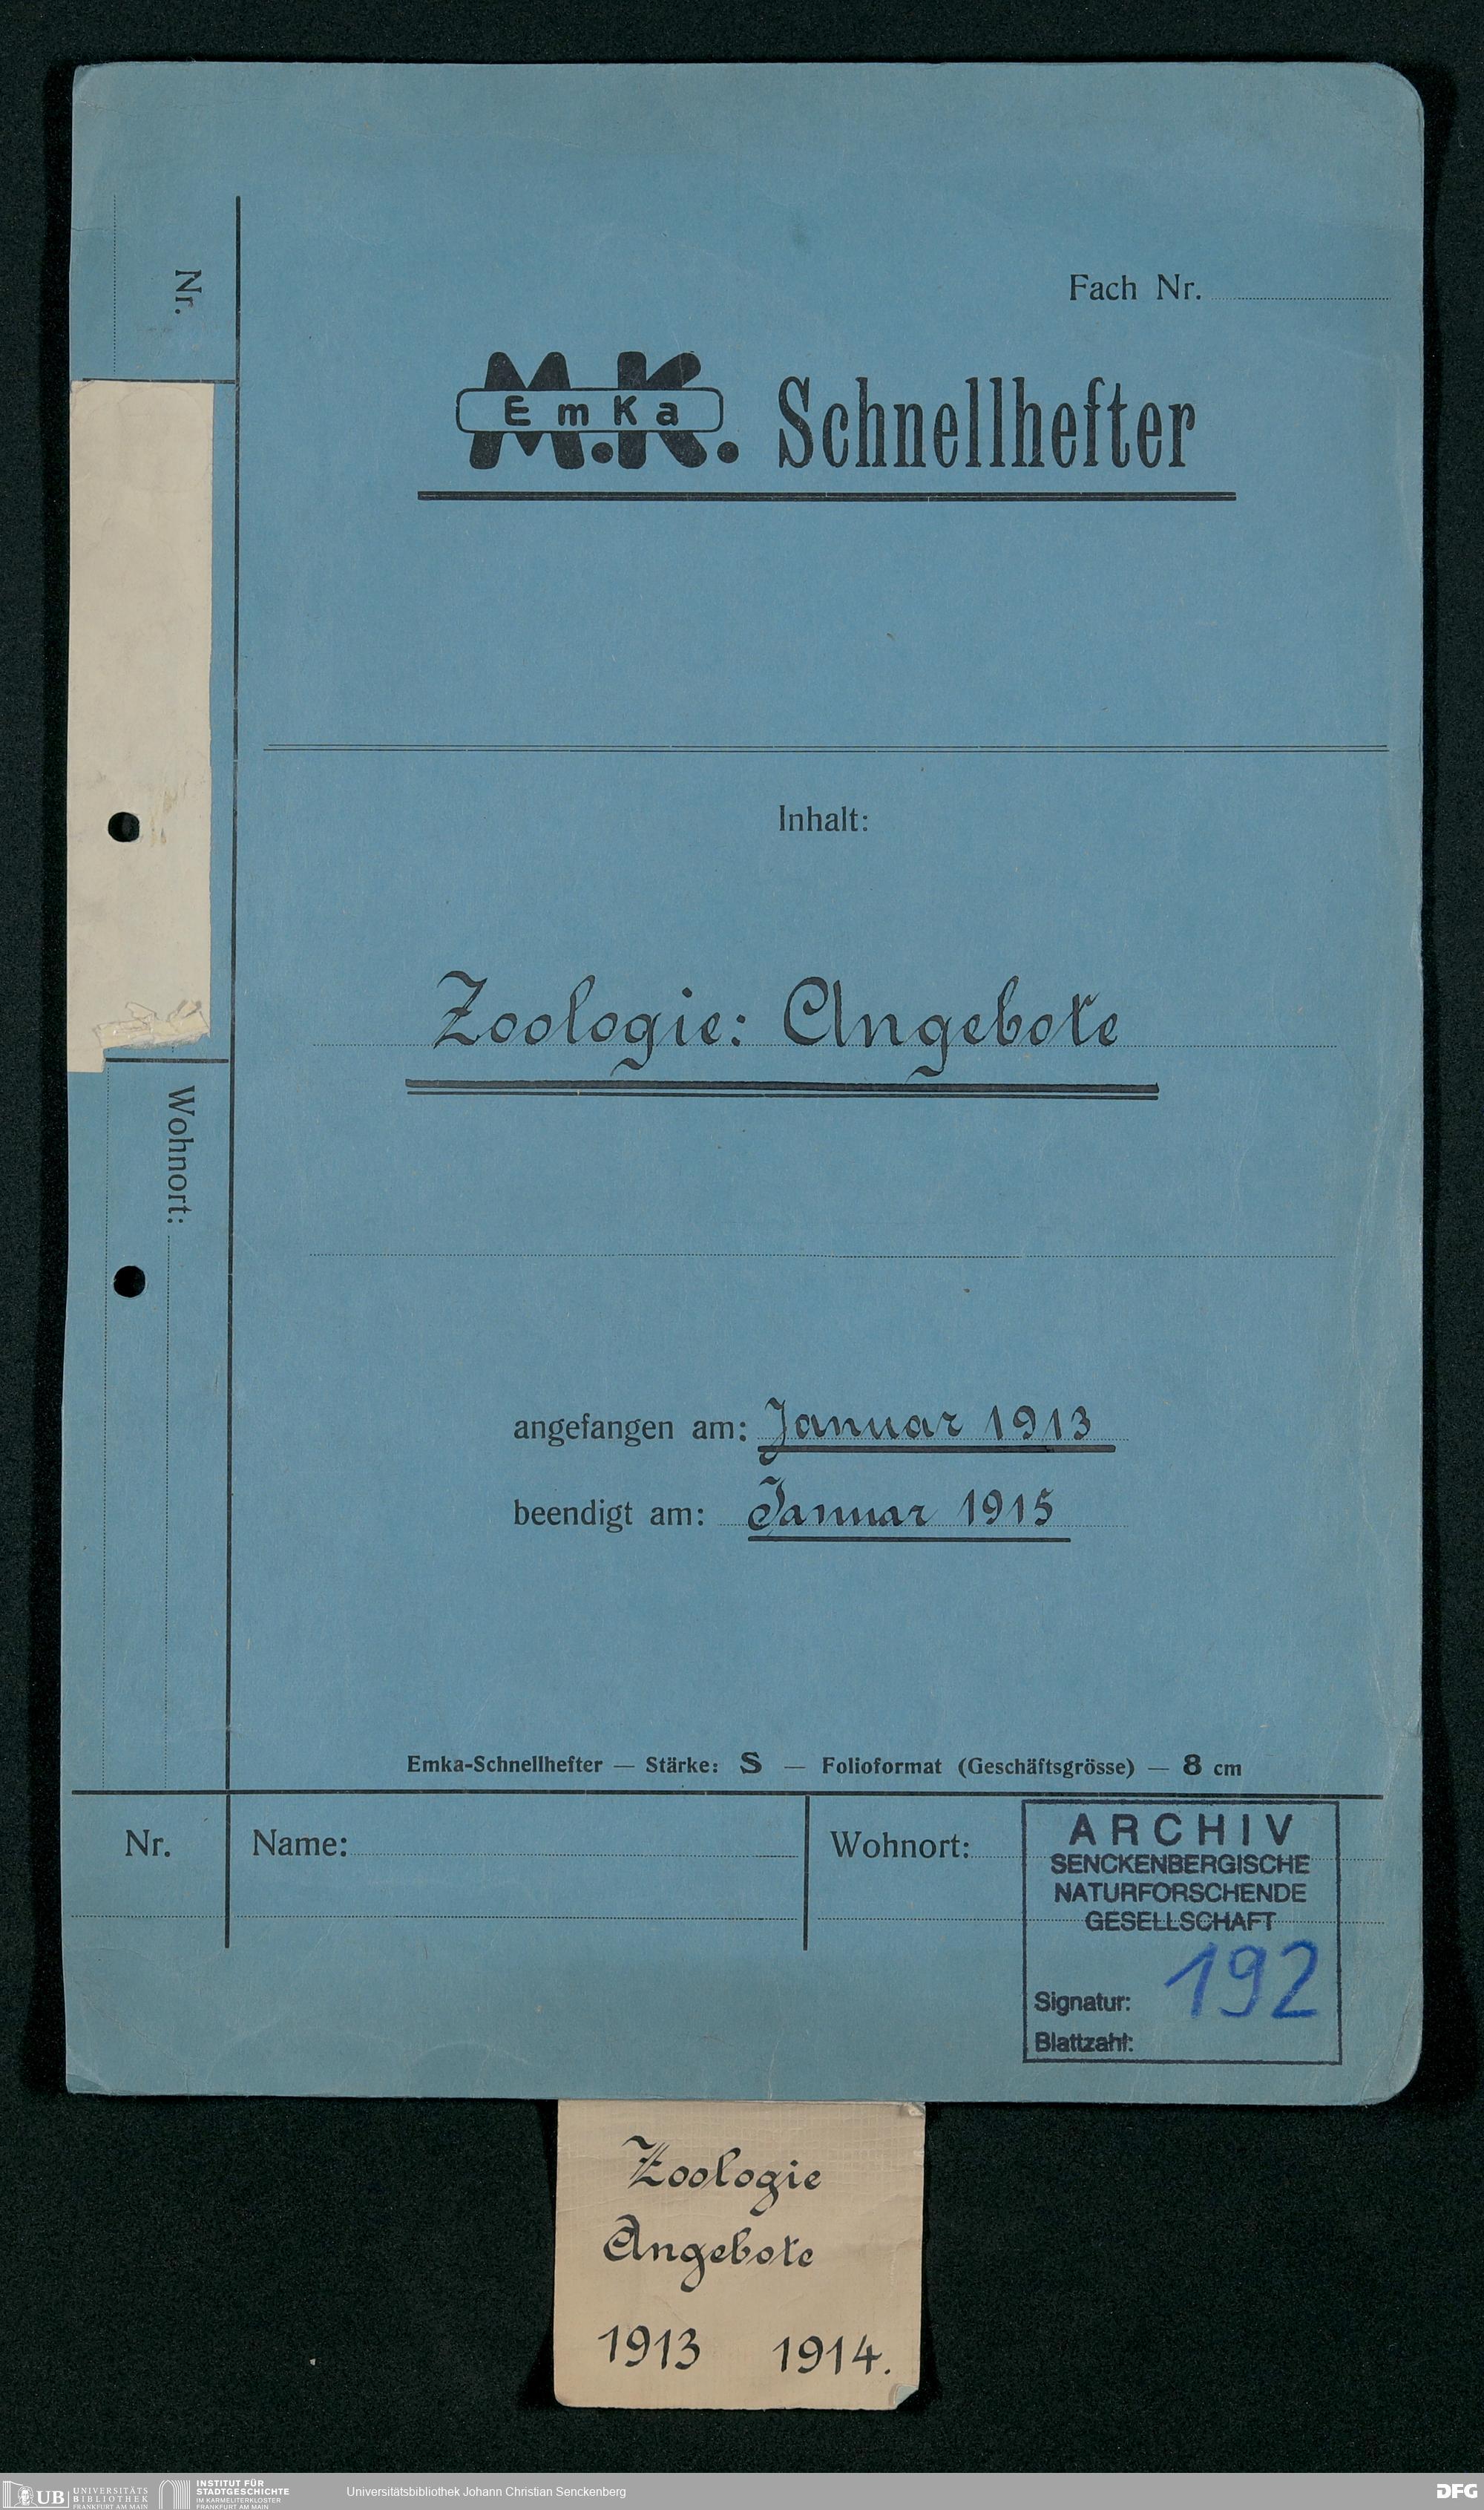 Nr.
Fach Nr.
M.K.
EmKa
Schnellhefter
Inhalt:
Zoologie: Angebote
Wohnort:
angefangen am: Januar 1913
beendigt am: Januar 1915
Emka-Schnellhefter — Stärke: S — Folioformat (Geschäftsgrösse) — 8 cm
Nr.
Name:
Wohnort:
ARCHIV
SENCKENBERGISCHE
NATURFORSCHENDE
GESELLSCHAFT
192
Signatur:
Blattzahl:
Zoologie
Angebote
1913 1914.
UB
UNIVERSITÄTS
BIBLIOTHEK
FRANKFURT AM MAIN
INSTITUT FÜR
STADTGESCHICHTE
IM KARMELITERKLOSTER
FRANKFURT AM MAIN
Universitätsbibliothek Johann Christian Senckenberg
DFG